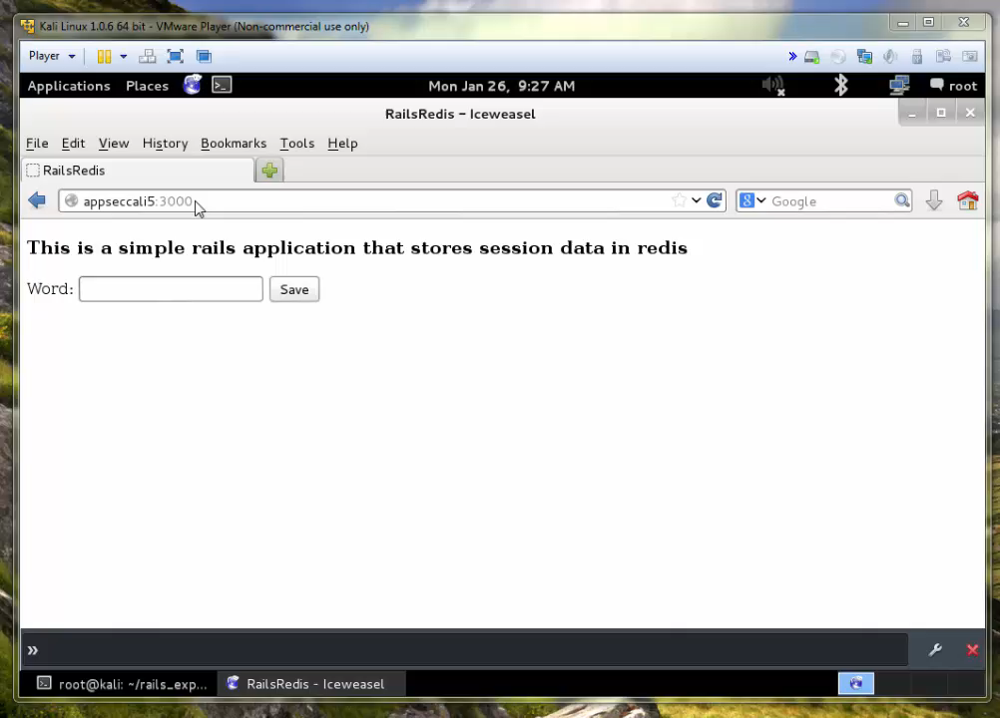 Kali Linux 1.0.6 64 bit - VMware Player (Non-commercial use only)
Player
Applications Places Mon Jan 26, 9:27 AM root
RailsRedis - Iceweasel
File Edit View History Bookmarks Tools Help
RailsRedis
appseccali5:3000 Google
This is a simple rails application that stores session data in redis
Word: Save
»
root@kali: ~/rails_exp... RailsRedis - Iceweasel